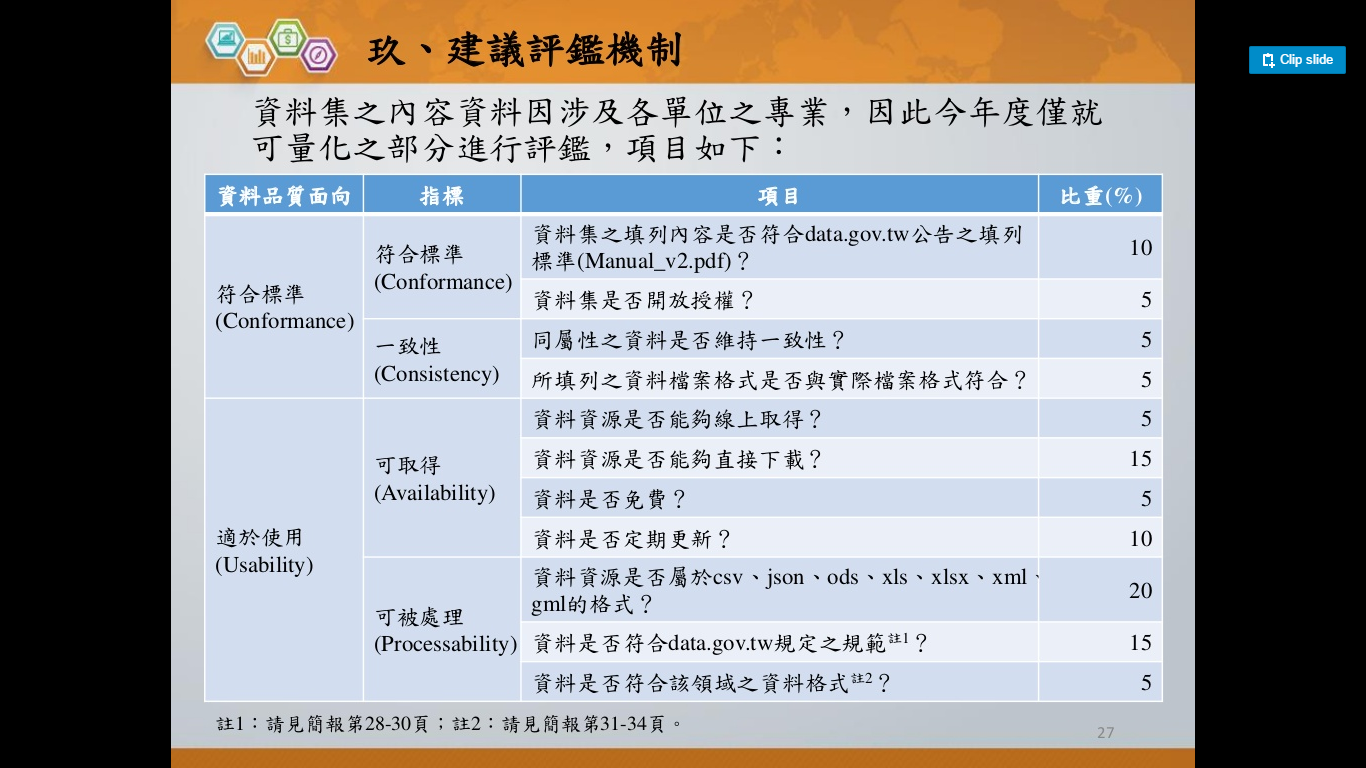 玖、建議評鑑機制
Clip slide
資料集之內容資料因涉及各單位之專業，因此今年度僅就
可量化之部分進行評鑑，項目如下：
資料品質面向 指標 項目 比重(%)
符合標準
(Conformance)
符合標準
(Conformance)
資料集之填列內容是否符合data.gov.tw公告之填列
標準(Manual_v2.pdf)？
10
資料集是否開放授權？ 5
一致性
(Consistency)
同屬性之資料是否維持一致性？ 5
所填列之資料檔案格式是否與實際檔案格式符合？ 5
適於使用
(Usability)
可取得
(Availability)
資料資源是否能夠線上取得？ 5
資料資源是否能夠直接下載？ 15
資料是否免費？ 5
資料是否定期更新？ 10
可被處理
(Processability)
資料資源是否屬於csv、json、ods、xls、xlsx、xml、
gml的格式？
20
資料是否符合data.gov.tw規定之規範註1？ 15
資料是否符合該領域之資料格式註2？ 5
註1：請見簡報第28-30頁；註2：請見簡報第31-34頁。
27